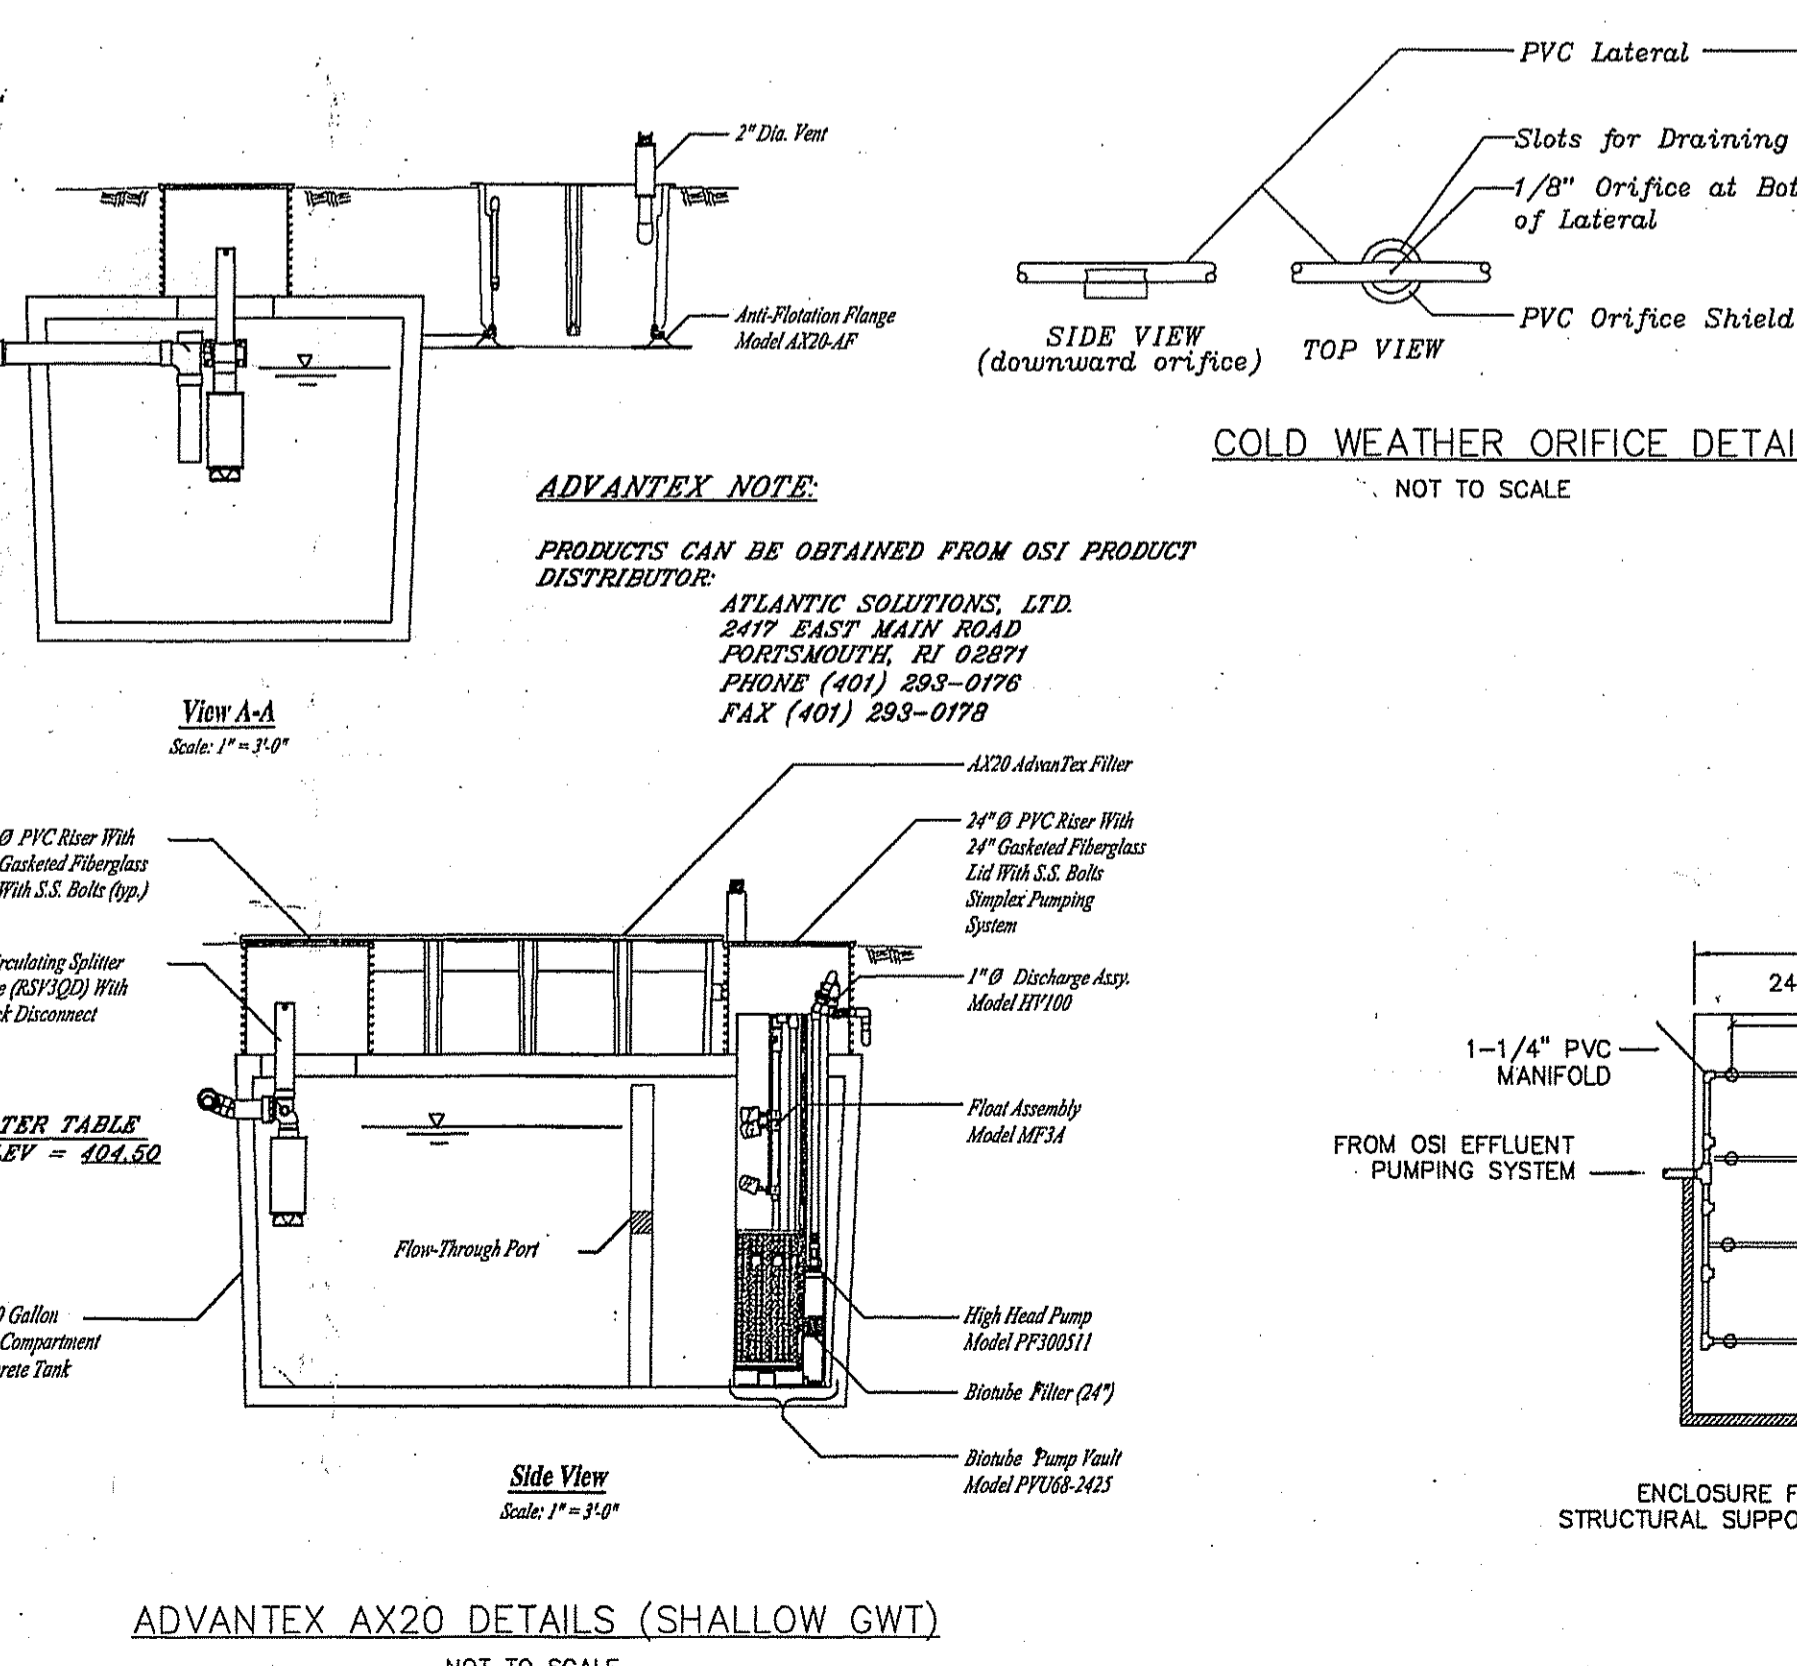 2" Dia. Vent
Anti-Flotation Flange
Model AX20-AF
View A-A
Scale: 1" = 3'-0"
PVC Lateral
Slots for Draining
1/8" Orifice at Bot
of Lateral
PVC Orifice Shield
SIDE VIEW
(downward orifice)
TOP VIEW
COLD WEATHER ORIFICE DETAI
NOT TO SCALE
ADVANTEX NOTE:
PRODUCTS CAN BE OBTAINED FROM OSI PRODUCT
DISTRIBUTOR:
ATLANTIC SOLUTIONS, LTD.
2417 EAST MAIN ROAD
PORTSMOUTH, RI 02871
PHONE (401) 293-0176
FAX (401) 293-0178
Ø PVC Riser With
Gasketed Fiberglass
With S.S. Bolts (typ.)
rculating Splitter
e (RSV3QD) With
k Disconnect
TER TABLE
LEV = 404.50
0 Gallon
Compartment
rete Tank
Flow-Through Port
AX20 AdvanTex Filter
24" Ø PVC Riser With
24" Gasketed Fiberglass
Lid With S.S. Bolts
Simplex Pumping
System
1" Ø Discharge Assy.
Model HV100
Float Assembly
Model MF3A
High Head Pump
Model PF300511
Biotube Filter (24")
Biotube Pump Vault
Model PVU68-2425
Side View
Scale: 1" = 3'-0"
ADVANTEX AX20 DETAILS (SHALLOW GWT)
NOT TO SCALE
24
1-1/4" PVC
MANIFOLD
FROM OSI EFFLUENT
PUMPING SYSTEM
ENCLOSURE F
STRUCTURAL SUPPO